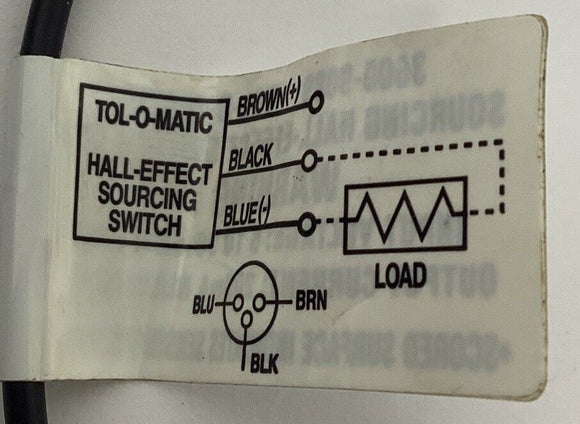 TOL-O-MATIC
HALL-EFFECT
SOURCING
SWITCH
BROWN(+)
BLACK
BLUE(-)
LOAD
BLU
BRN
BLK